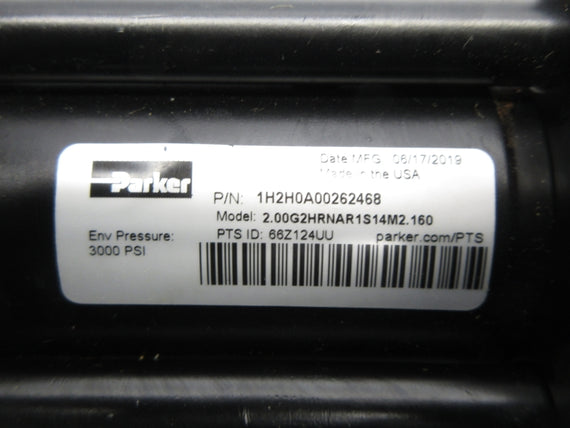 Parker
Date MFG 06/17/2019
Made in the USA
P/N: 1H2H0A00262468
Model: 2.00G2HRNAR1S14M2.160
Env Pressure: PTS ID: 66Z124UU parker.com/PTS
3000 PSI